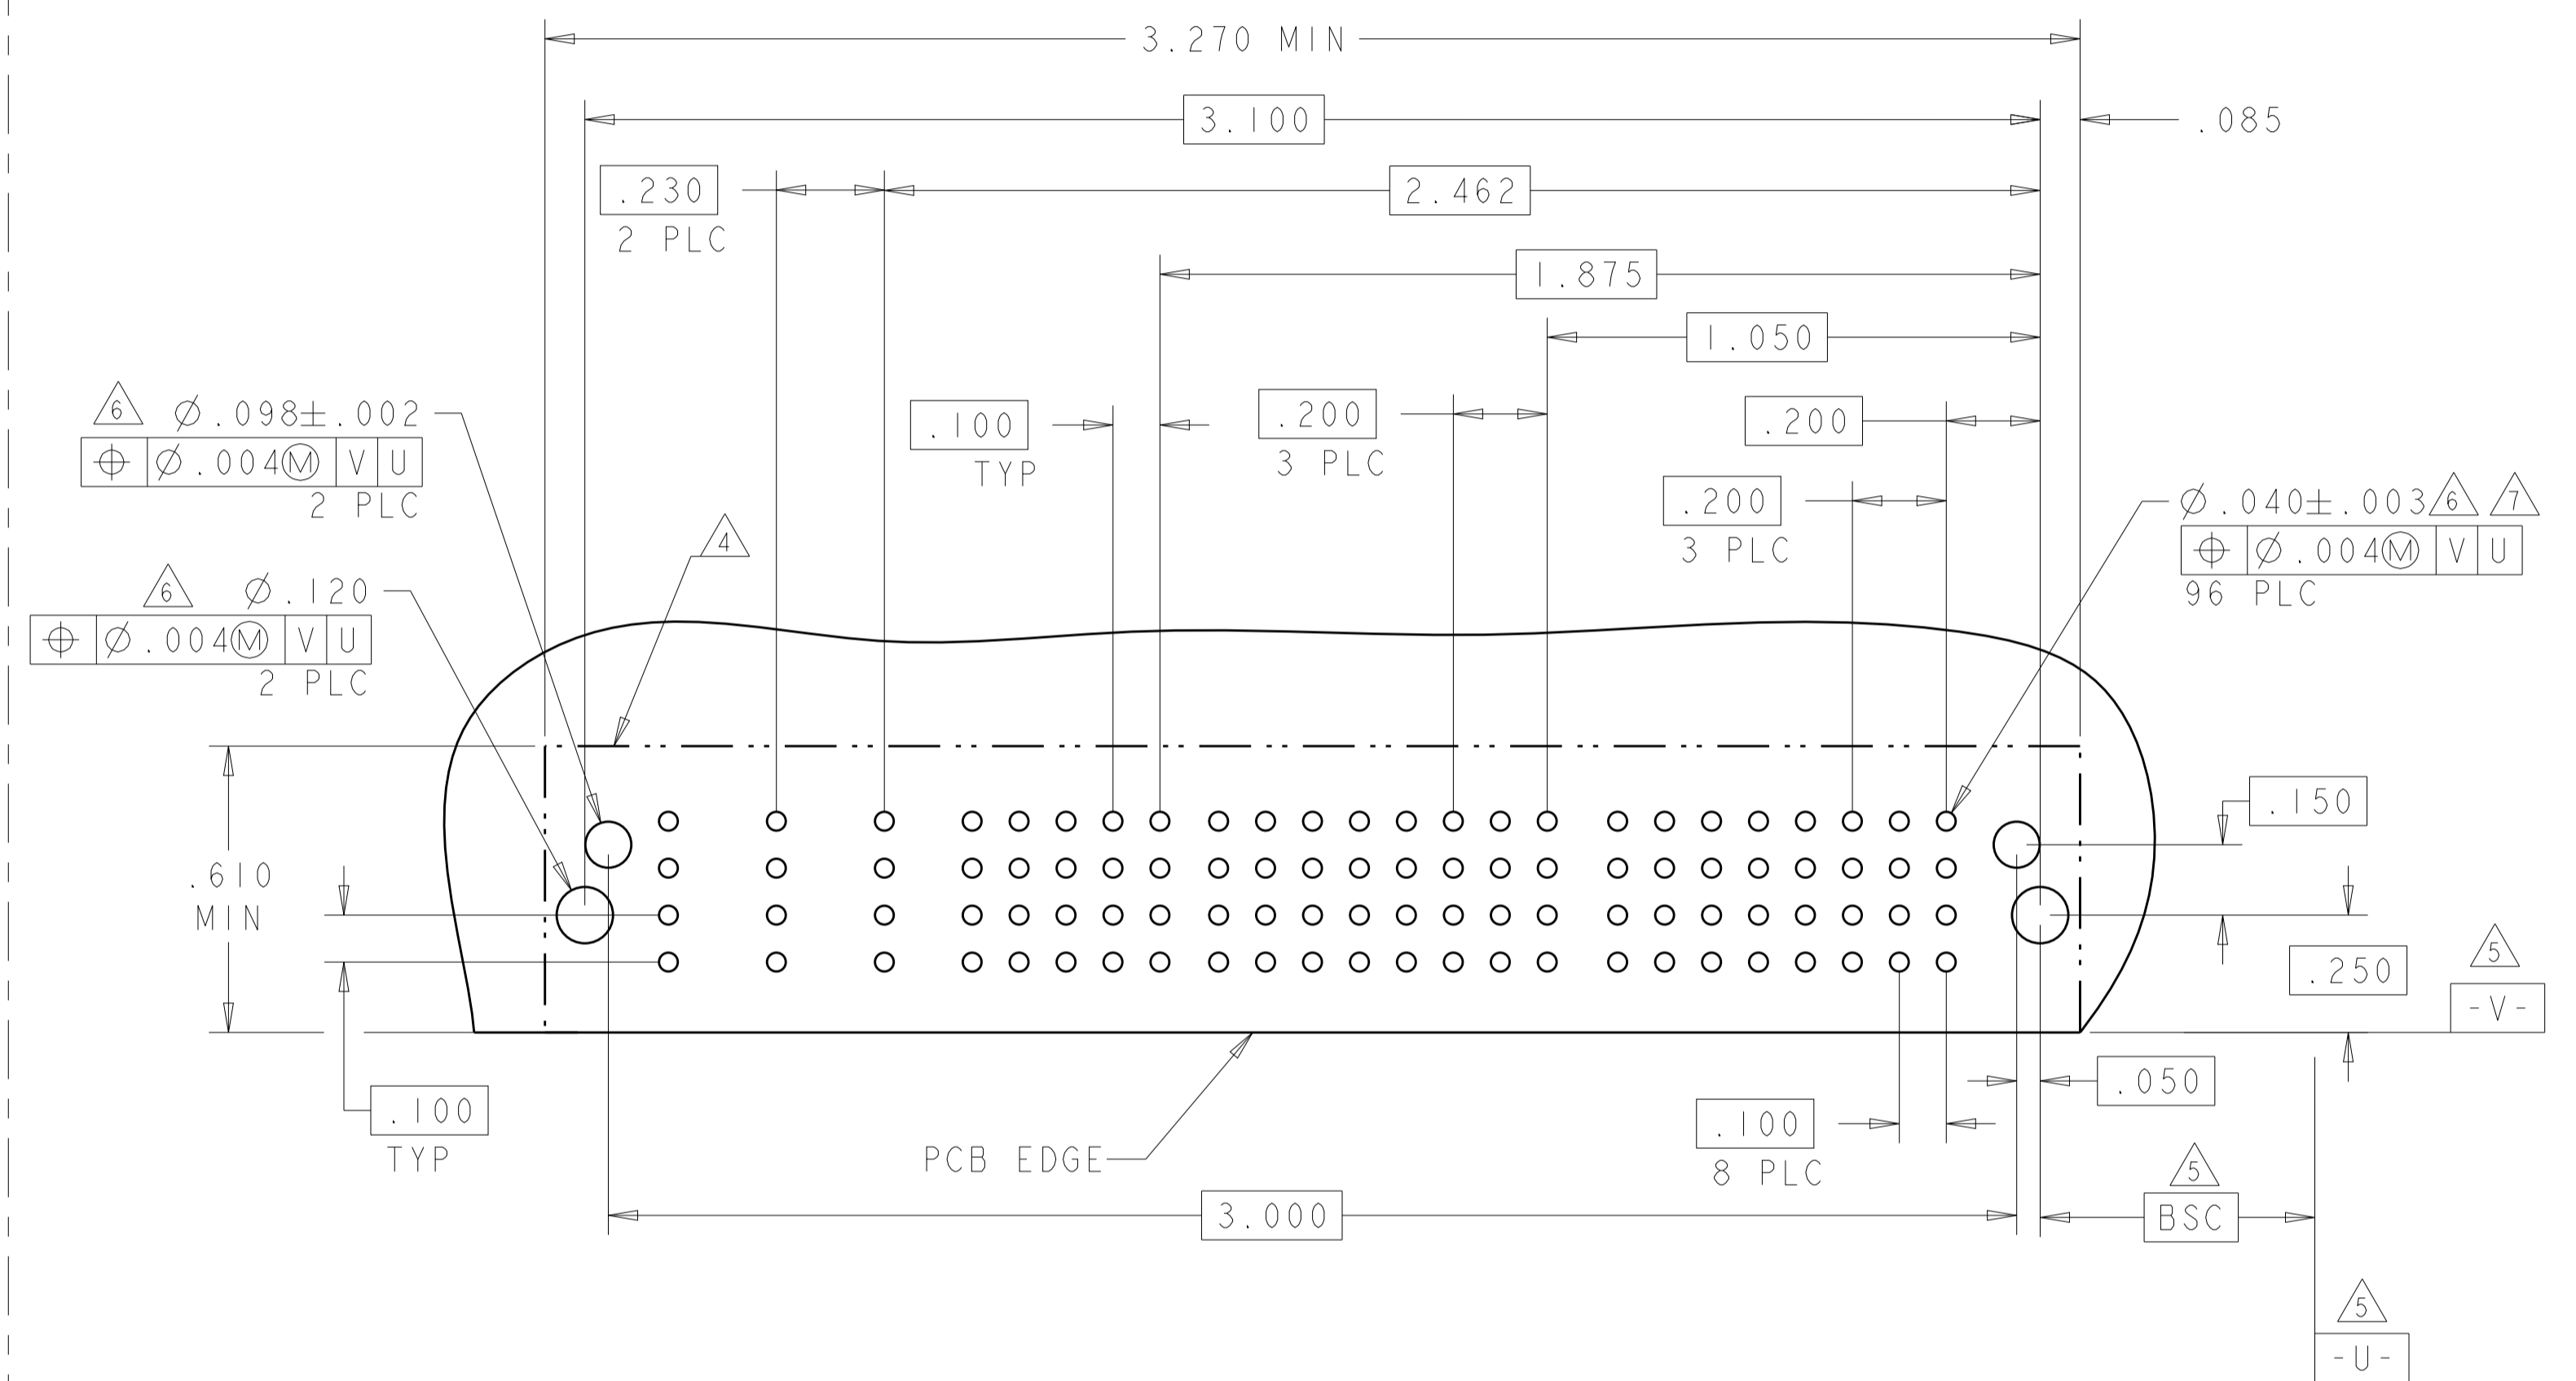 3.270 MIN
3.100
.085
.230
2 PLC
2.462
1.875
1.050
6 Ø.098±.002
⌖ Ø.004Ⓜ V U
2 PLC
.100
TYP
.200
3 PLC
.200
.200
3 PLC
Ø.040±.003 6 7
⌖ Ø.004Ⓜ V U
96 PLC
4
6 Ø.120
⌖ Ø.004Ⓜ V U
2 PLC
.610
MIN
.150
.250
5
-V-
.050
.100
TYP
PCB EDGE
.100
8 PLC
3.000
5
BSC
5
-U-